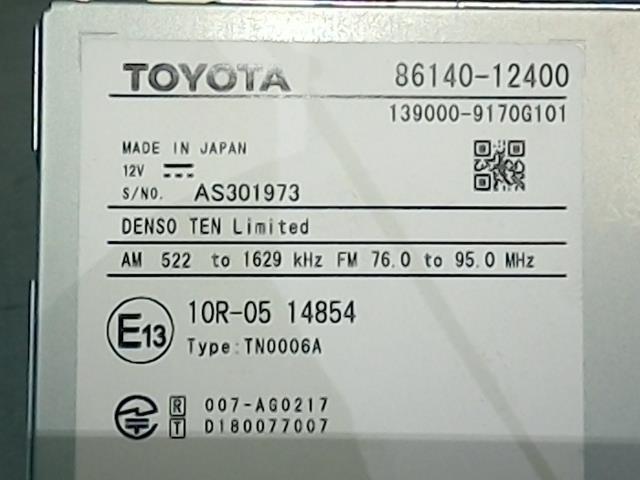 TOYOTA 86140-12400
139000-9170G101
MADE IN JAPAN
12V
S/NO. AS301973
DENSO TEN Limited
AM 522 to 1629 kHz FM 76.0 to 95.0 MHz
E13 10R-05 14854
Type:TN0006A
R 007-AG0217
T D180077007